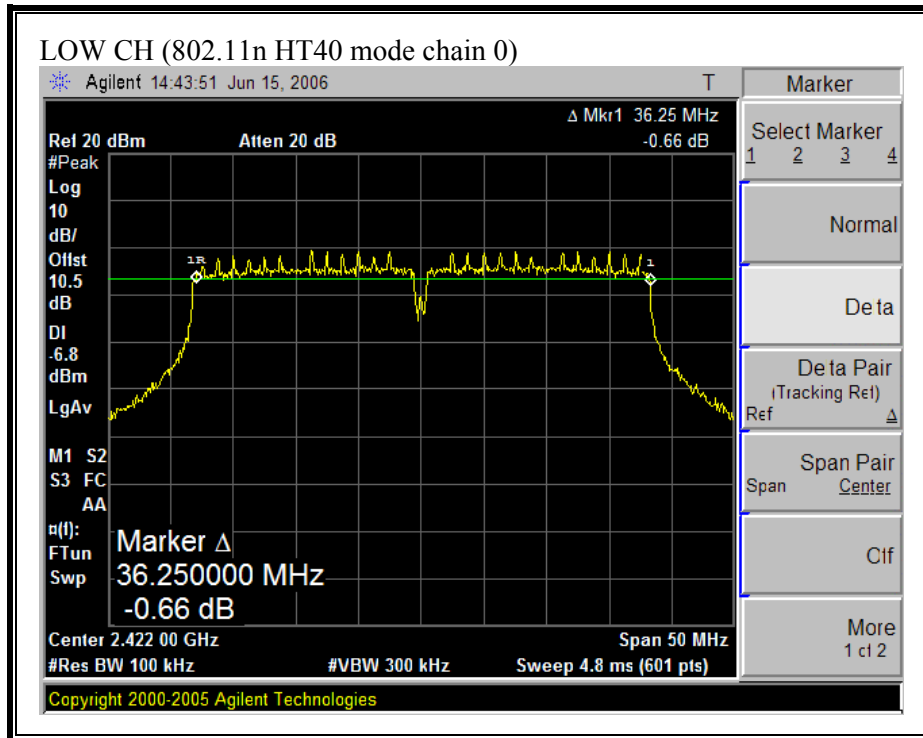 LOW CH (802.11n HT40 mode chain 0)
Agilent 14:43:51 Jun 15, 2006 T
Δ Mkr1 36.25 MHz
Ref 20 dBm Atten 20 dB -0.66 dB
#Peak
Log
10
dB/
Offst
10.5
dB
DI
-6.8
dBm
LgAv
M1 S2
S3 FC
AA
¤(f):
FTun
Swp
1R
1
Marker Δ
36.250000 MHz
-0.66 dB
Center 2.422 00 GHz Span 50 MHz
#Res BW 100 kHz #VBW 300 kHz Sweep 4.8 ms (601 pts)
Copyright 2000-2005 Agilent Technologies
Marker
Select Marker
1 2 3 4
Normal
De ta
De ta Pair
(Tracking Ref)
Ref Δ
Span Pair
Span Center
Off
More
1 of 2